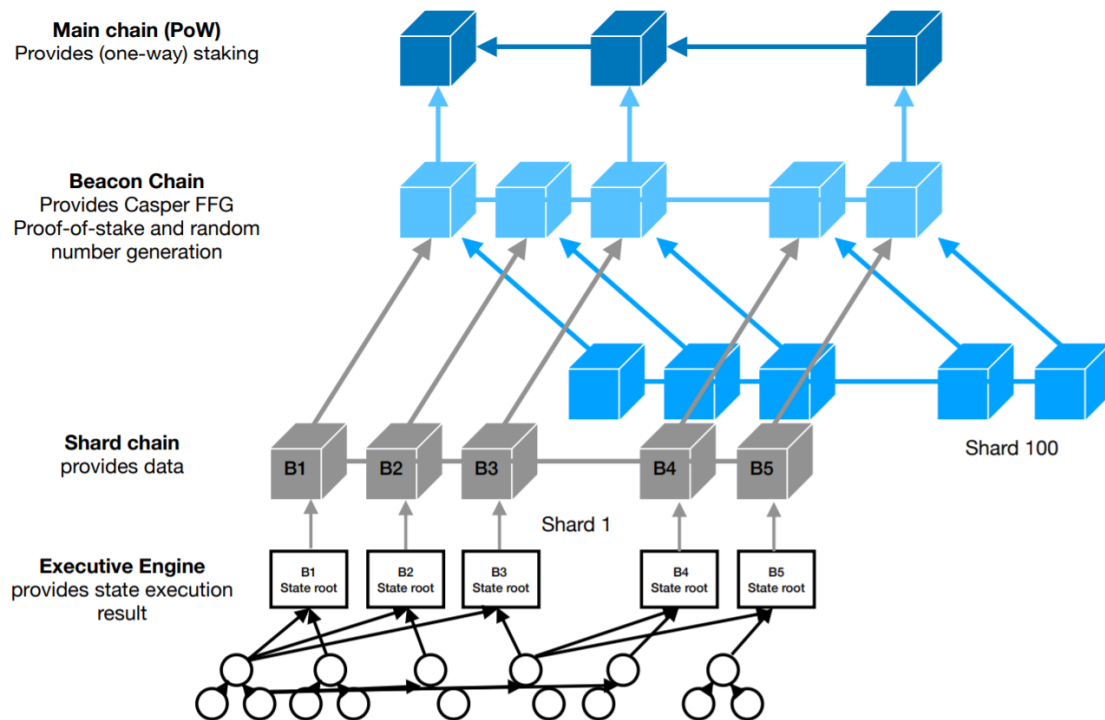 Main chain (PoW)
Provides (one-way) staking
Beacon Chain
Provides Casper FFG
Proof-of-stake and random
number generation
Shard chain
provides data
B1
B2
B3
B4
B5
Shard 100
Shard 1
Executive Engine
provides state execution
result
B1
State root
B2
State root
B3
State root
B4
State root
B5
State root